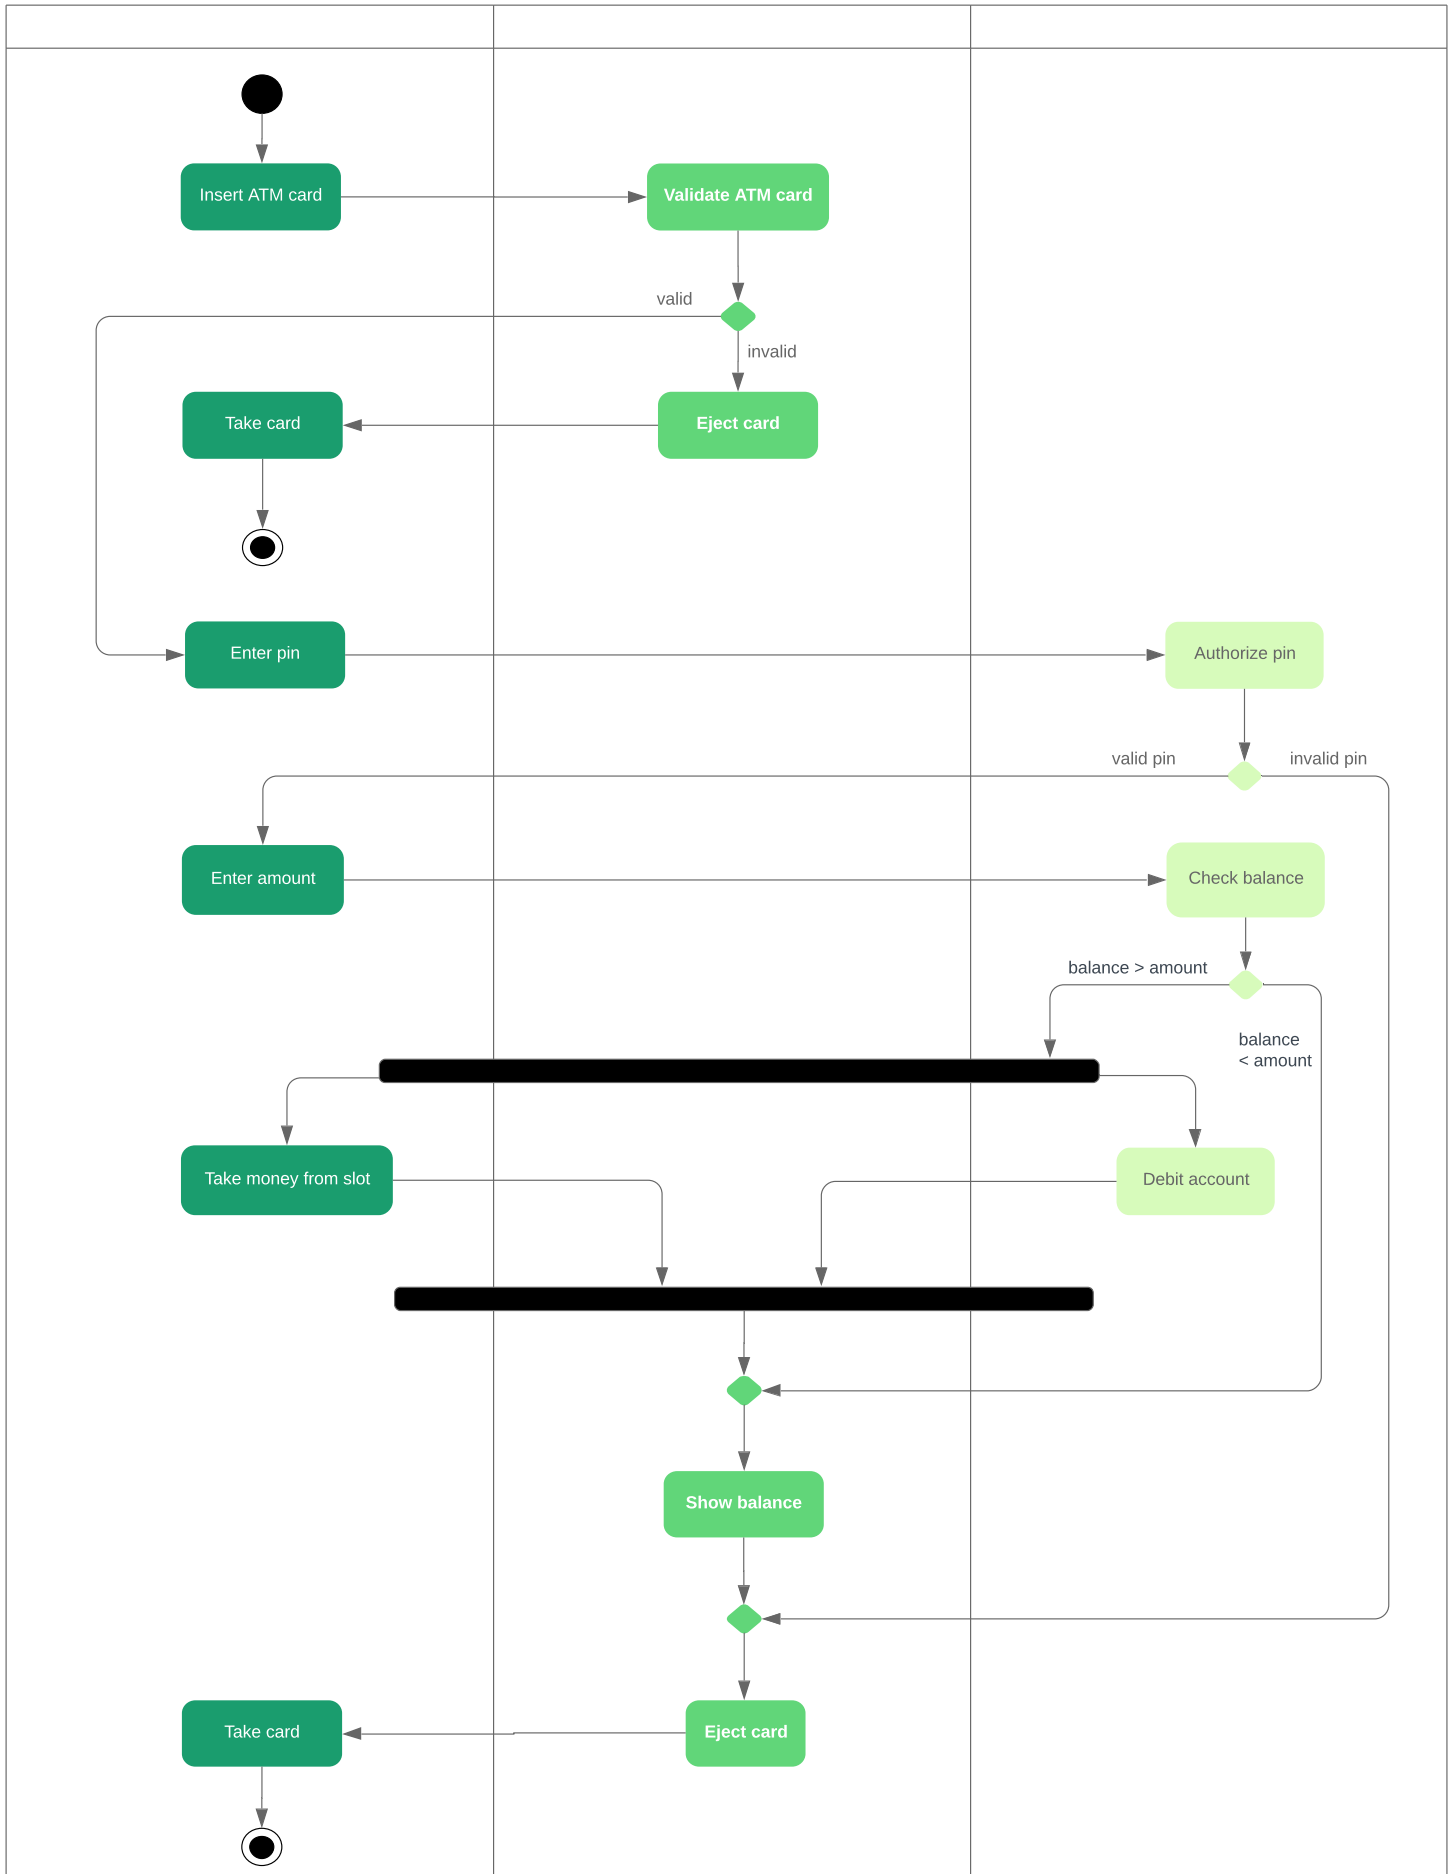 Insert ATM card
Validate ATM card
valid
invalid
Take card
Eject card
Enter pin
Authorize pin
valid pin
invalid pin
Enter amount
Check balance
balance > amount
balance
< amount
Take money from slot
Debit account
Show balance
Take card
Eject card